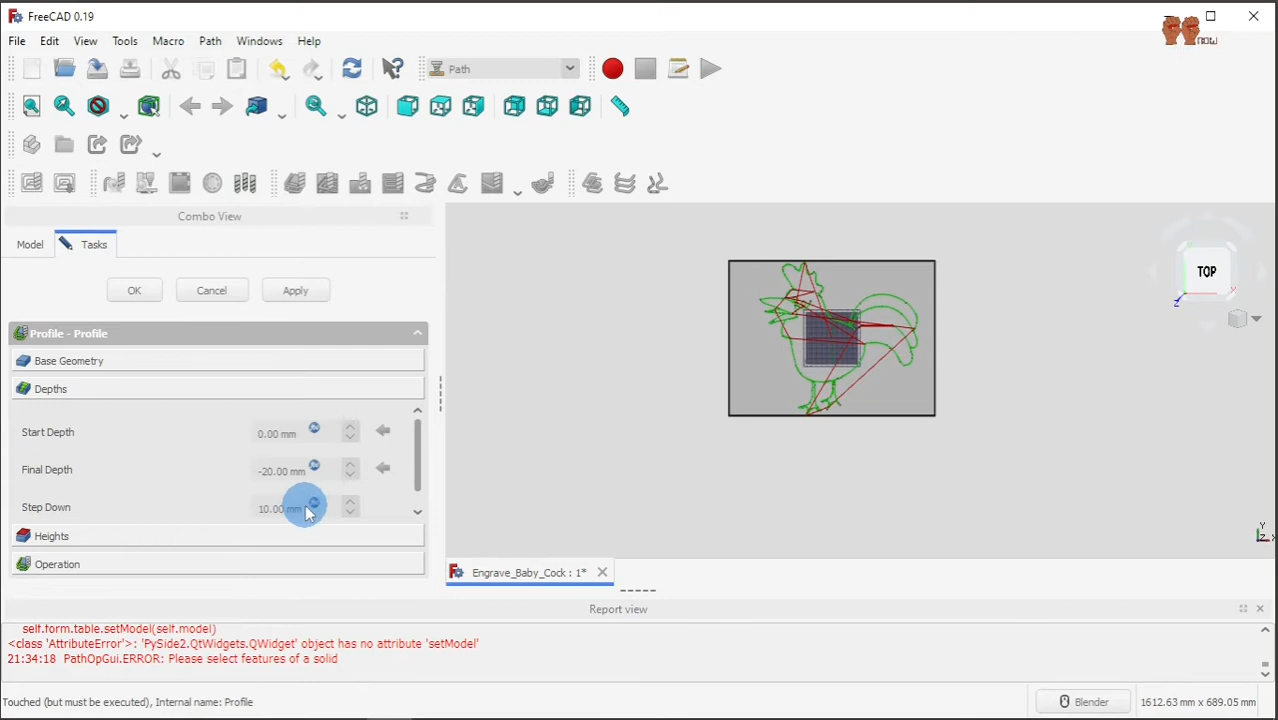 FreeCAD 0.19
NOW
File Edit View Tools Macro Path Windows Help
Path
Combo View
Model Tasks
OK Cancel Apply
TOP
Profile - Profile
Base Geometry
Depths
Start Depth 0.00 mm
Final Depth -20.00 mm
Step Down 10.00 mm
Heights
Operation
Engrave_Baby_Cock : 1*
Report view
self.form.table.setModel(self.model)
<class 'AttributeError'>: 'PySide2.QtWidgets.QWidget' object has no attribute 'setModel'
21:34:18 PathOpGui.ERROR: Please select features of a solid
Touched (but must be executed), Internal name: Profile
Blender
1612.63 mm x 689.05 mm